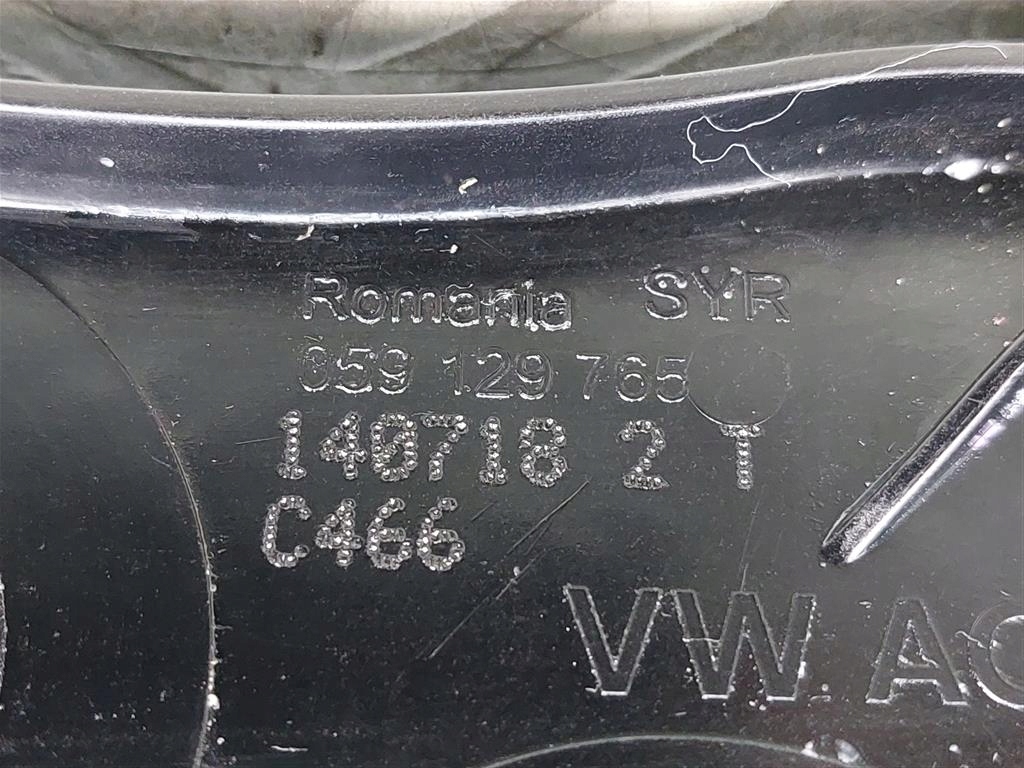 Romania SYR
059 129 765
140718 2 T
C466
VW AG